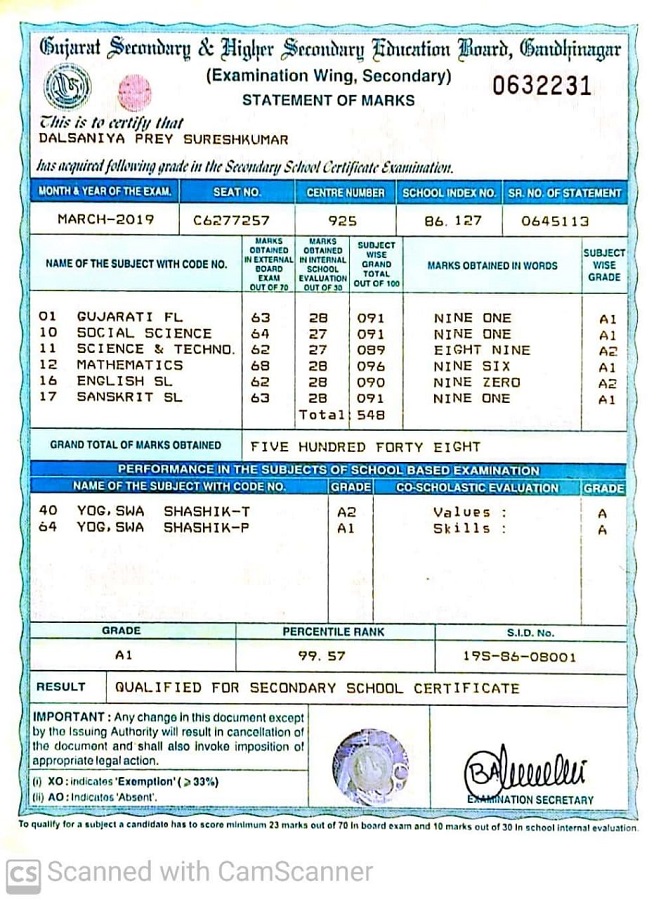 Gujarat Secondary & Higher Secondary Education Board, Gandhinagar
(Examination Wing, Secondary)
0632231
STATEMENT OF MARKS
This is to certify that
DALSANIYA PREY SURESHKUMAR
has acquired following grade in the Secondary School Certificate Examination.
MONTH & YEAR OF THE EXAM. SEAT NO. CENTRE NUMBER SCHOOL INDEX NO. SR. NO. OF STATEMENT
MARCH-2019 C6277257 925 86. 127 0645113
NAME OF THE SUBJECT WITH CODE NO. MARKS OBTAINED IN EXTERNAL BOARD EXAM OUT OF 70 MARKS OBTAINED IN INTERNAL SCHOOL EVALUATION OUT OF 30 SUBJECT WISE GRAND TOTAL OUT OF 100 MARKS OBTAINED IN WORDS SUBJECT WISE GRADE
01 GUJARATI FL 63 28 091 NINE ONE A1
10 SOCIAL SCIENCE 64 27 091 NINE ONE A1
11 SCIENCE & TECHNO. 62 27 089 EIGHT NINE A2
12 MATHEMATICS 68 28 096 NINE SIX A1
16 ENGLISH SL 62 28 090 NINE ZERO A2
17 SANSKRIT SL 63 28 091 NINE ONE A1
Total 548
GRAND TOTAL OF MARKS OBTAINED FIVE HUNDRED FORTY EIGHT
PERFORMANCE IN THE SUBJECTS OF SCHOOL BASED EXAMINATION
NAME OF THE SUBJECT WITH CODE NO. GRADE CO-SCHOLASTIC EVALUATION GRADE
40 YOG,SWA SHASHIK-T A2 Values : A
64 YOG,SWA SHASHIK-P A1 Skills : A
GRADE PERCENTILE RANK S.I.D. No.
A1 99. 57 19S-86-08001
RESULT QUALIFIED FOR SECONDARY SCHOOL CERTIFICATE
IMPORTANT : Any change in this document except
by the Issuing Authority will result in cancellation of
the document and shall also invoke imposition of
appropriate legal action.
(i) XO : indicates 'Exemption' (⩾ 33%)
(ii) AO : Indicates 'Absent'.
EXAMINATION SECRETARY
To qualify for a subject a candidate has to score minimum 23 marks out of 70 in board exam and 10 marks out of 30 in school internal evaluation.
CS Scanned with CamScanner